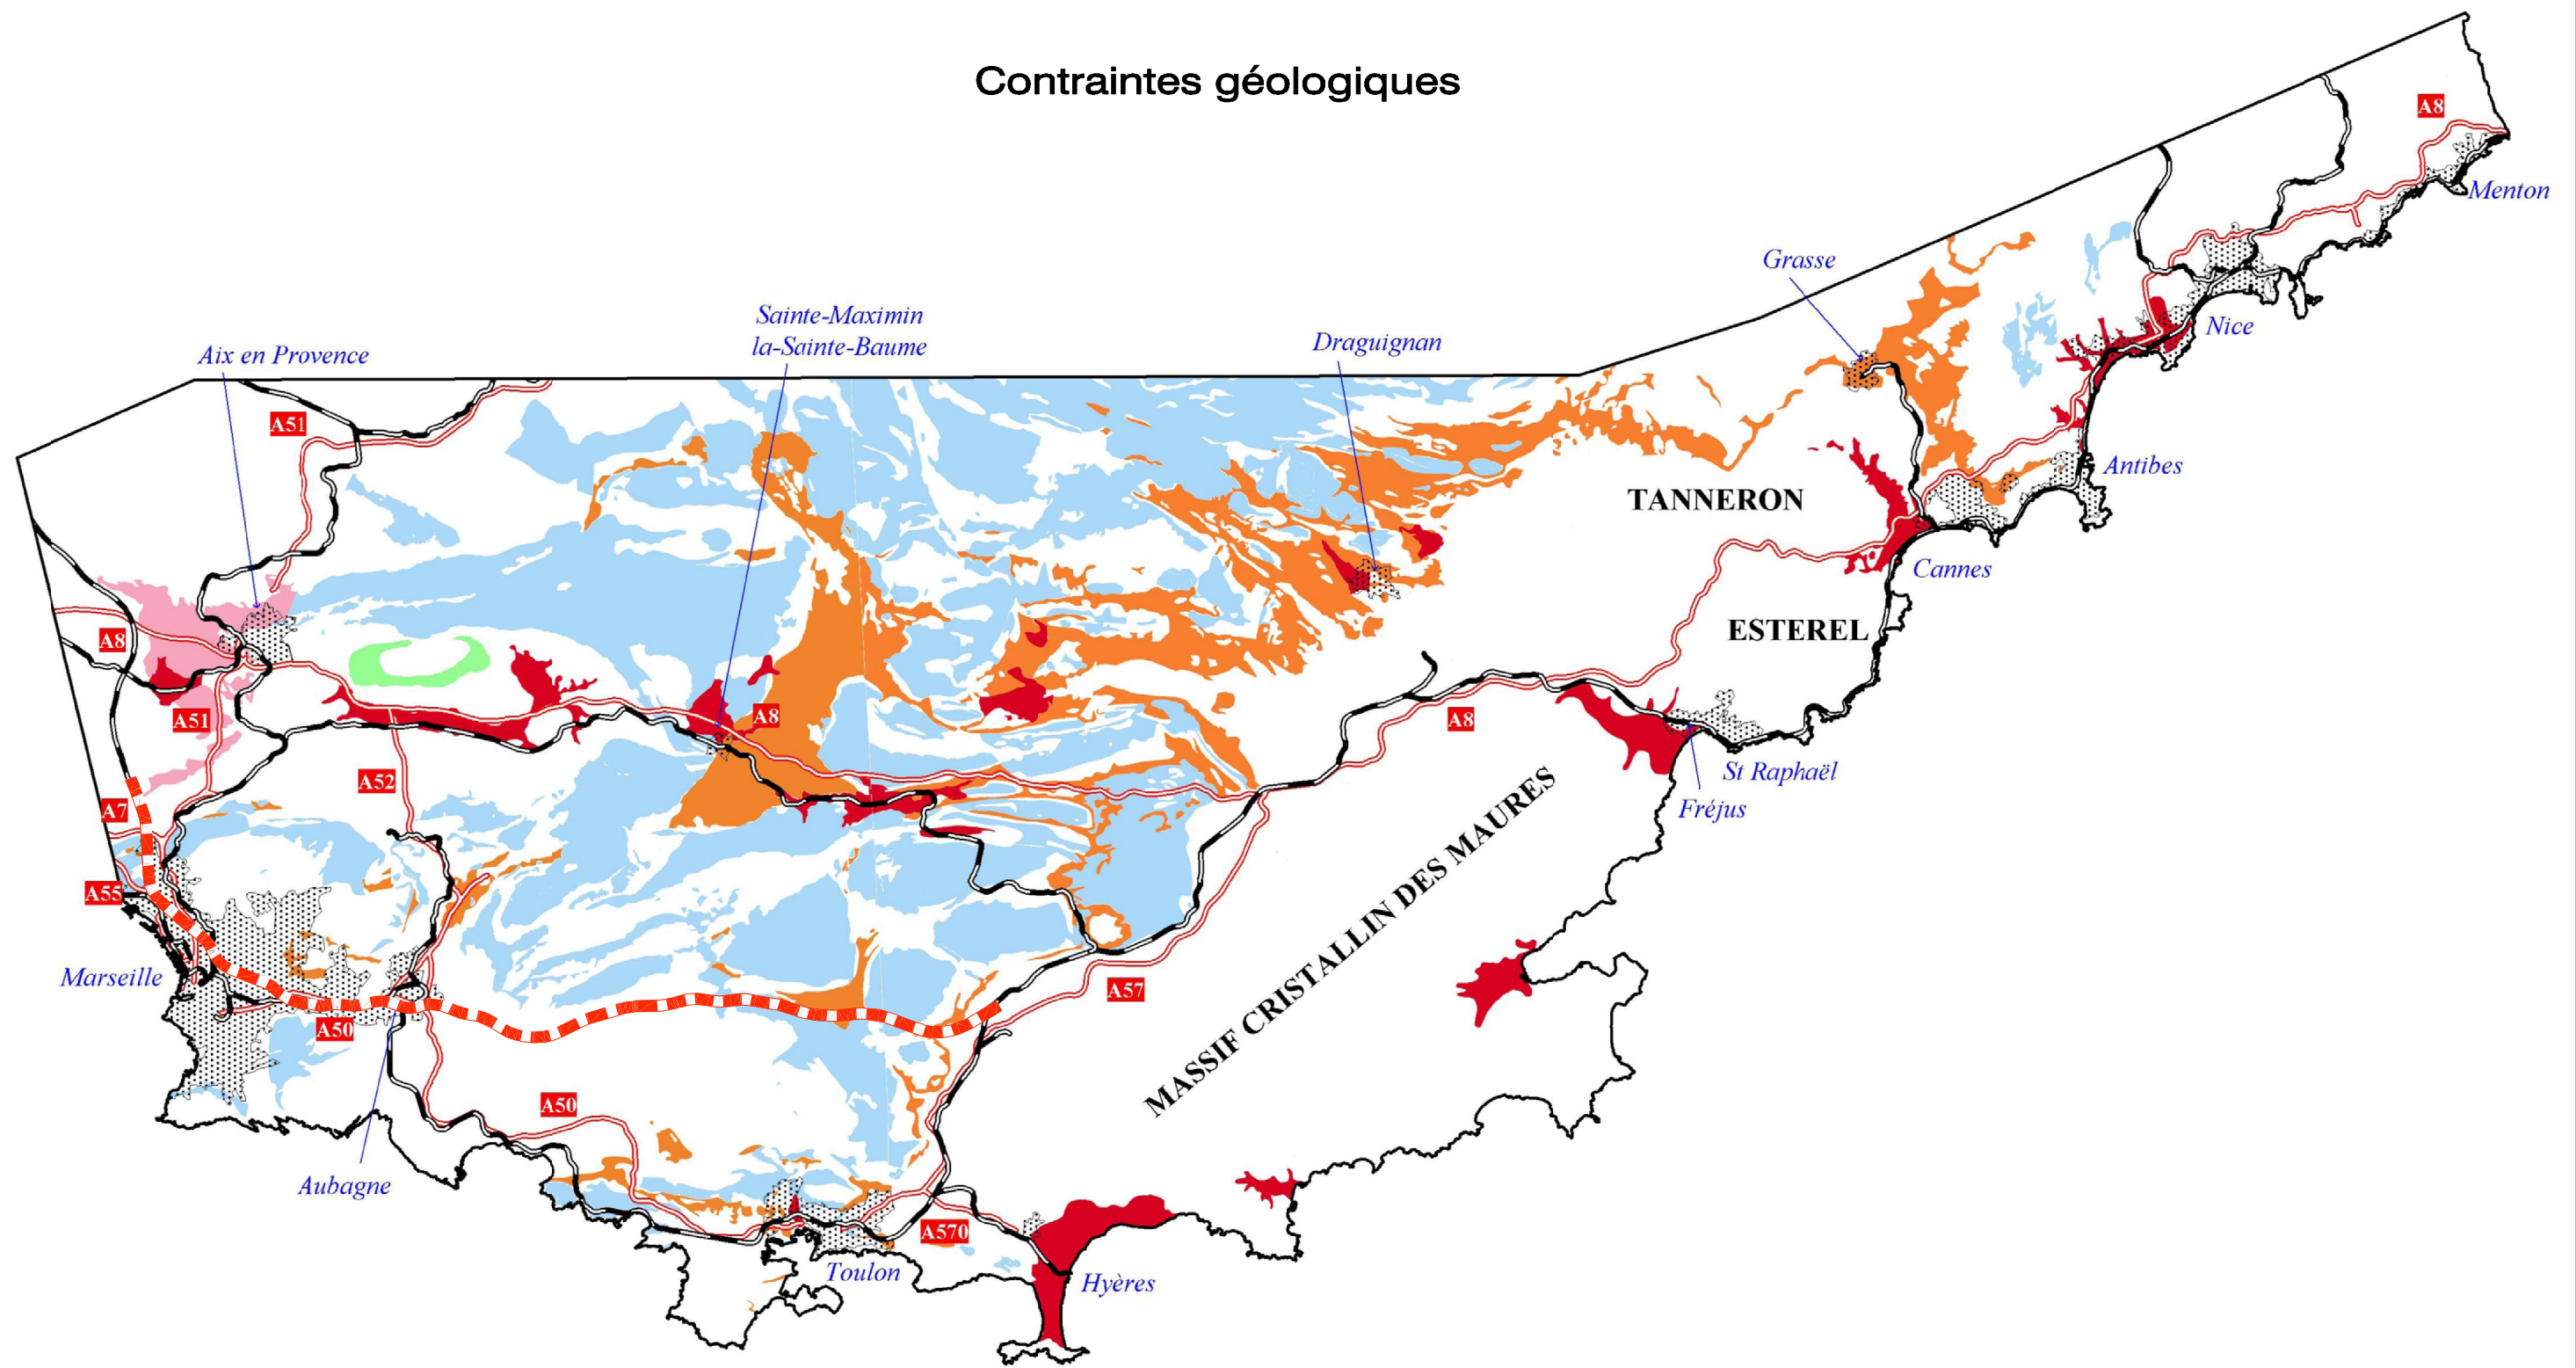 Contraintes géologiques
A8
Menton
Grasse
Sainte-Maximin
la-Sainte-Baume
Nice
Draguignan
Aix en Provence
A51
Antibes
TANNERON
Cannes
A8
ESTEREL
A51
A8
A8
St Raphaël
A52
Fréjus
A7
A55
MASSIF CRISTALLIN DES MAURES
Marseille
A57
A50
A50
Aubagne
A570
Toulon
Hyères